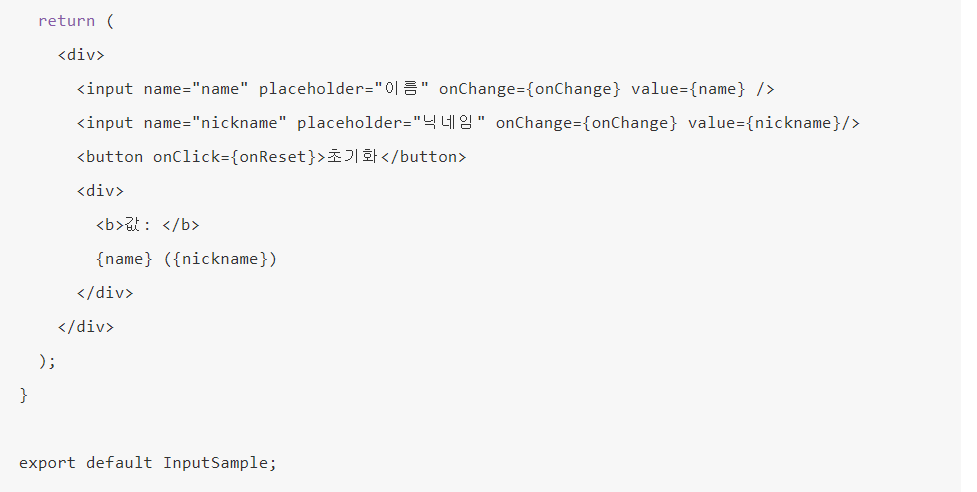 return (
<div>
<input name="name" placeholder="이름" onChange={onChange} value={name} />
<input name="nickname" placeholder="닉네임" onChange={onChange} value={nickname}/>
<button onClick={onReset}>초기화</button>
<div>
<b>값: </b>
{name} ({nickname})
</div>
</div>
);
}
export default InputSample;